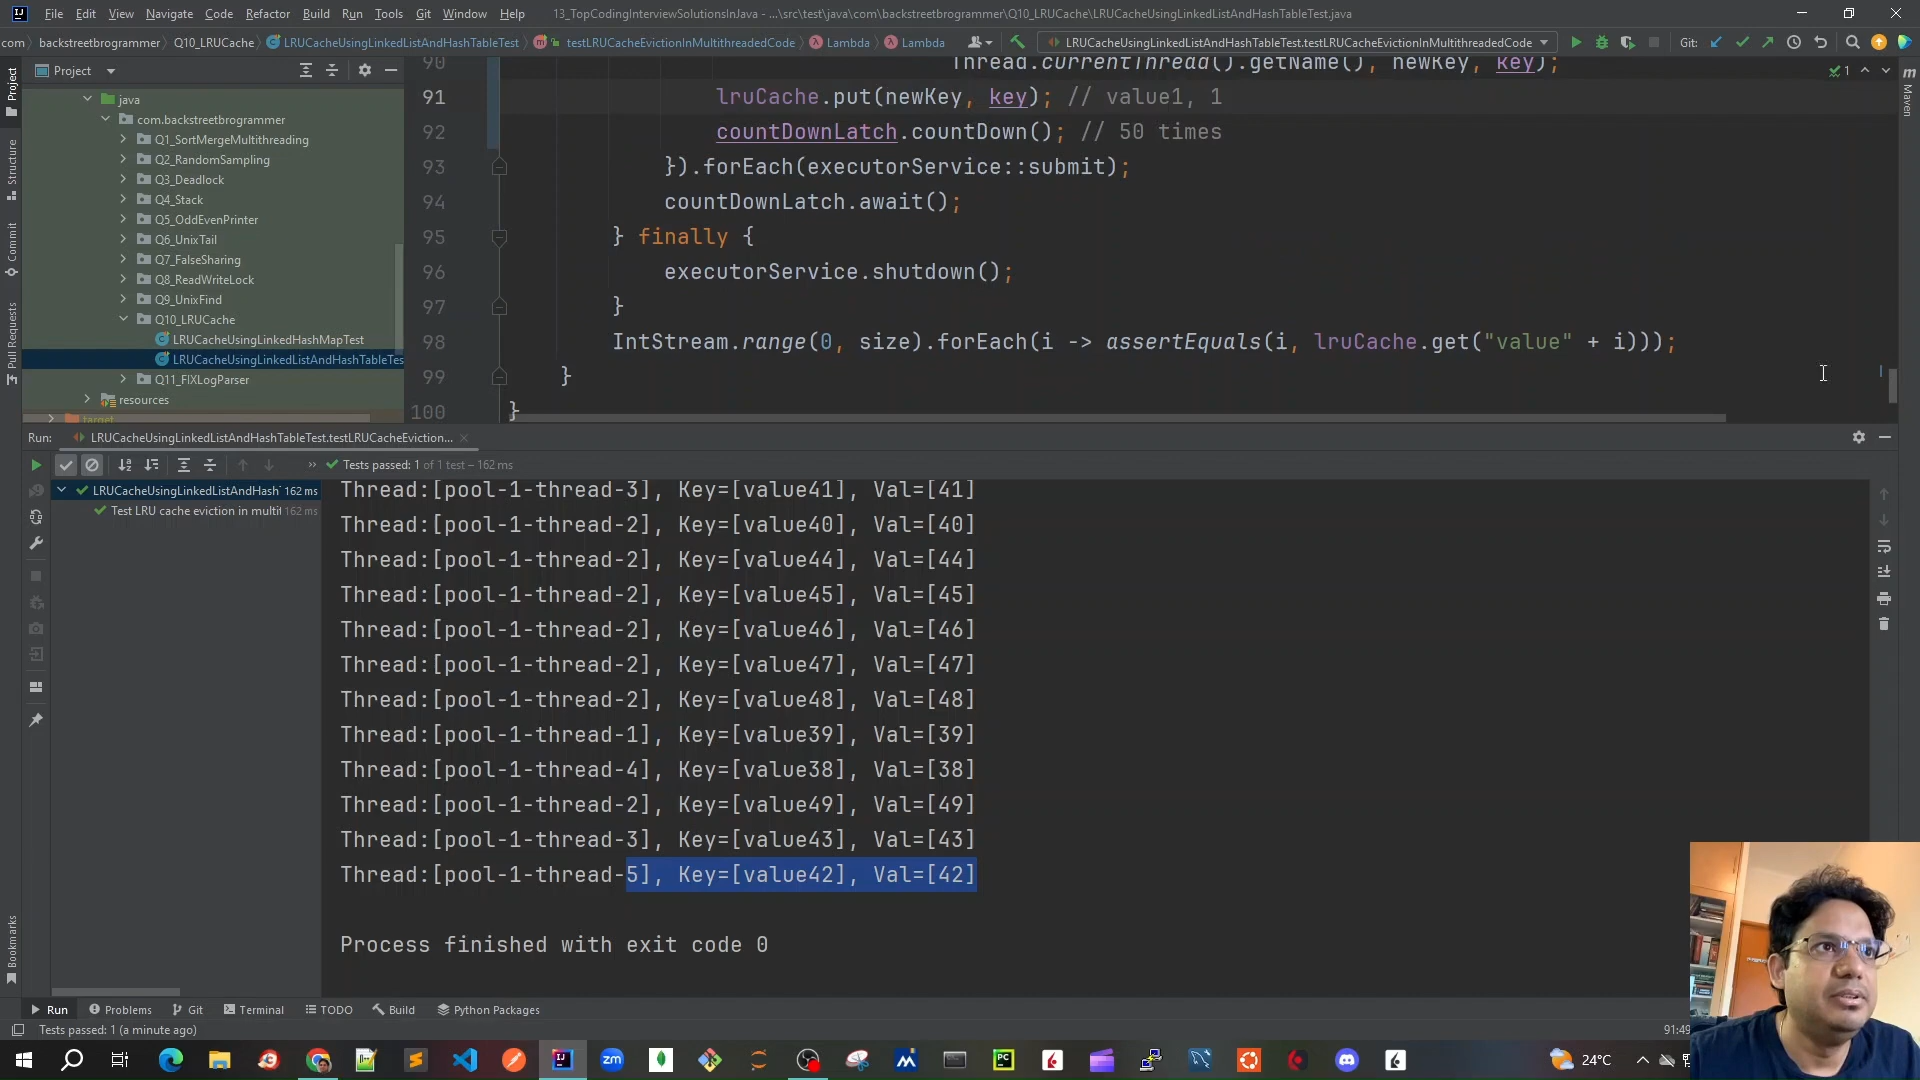 File Edit View Navigate Code Refactor Build Run Tools Git Window Help 13_TopCodingInterviewSolutionsInJava - ...\src\test\java\com\backstreetbrogrammer\Q10_LRUCache\LRUCacheUsingLinkedListAndHashTableTest.java
com backstreetbrogrammer Q10_LRUCache LRUCacheUsingLinkedListAndHashTableTest testLRUCacheEvictionInMultithreadedCode Lambda Lambda LRUCacheUsingLinkedListAndHashTableTest.testLRUCacheEvictionInMultithreadedCode Git:
Project
Project
Structure
Commit
Pull Requests
Bookmarks
Maven
java
com.backstreetbrogrammer
Q1_SortMergeMultithreading
Q2_RandomSampling
Q3_Deadlock
Q4_Stack
Q5_OddEvenPrinter
Q6_UnixTail
Q7_FalseSharing
Q8_ReadWriteLock
Q9_UnixFind
Q10_LRUCache
LRUCacheUsingLinkedHashMapTest
LRUCacheUsingLinkedListAndHashTableTes
Q11_FIXLogParser
resources
target
90 Thread.currentThread().getName(), newKey, key);
91 lruCache.put(newKey, key); // value1, 1
92 countDownLatch.countDown(); // 50 times
93 }).forEach(executorService::submit);
94 countDownLatch.await();
95 } finally {
96 executorService.shutdown();
97 }
98 IntStream.range(0, size).forEach(i -> assertEquals(i, lruCache.get("value" + i)));
99 }
100 }
1
Run: LRUCacheUsingLinkedListAndHashTableTest.testLRUCacheEviction...
Tests passed: 1 of 1 test – 162 ms
LRUCacheUsingLinkedListAndHash 162 ms
Test LRU cache eviction in multi 162 ms
Thread:[pool-1-thread-3], Key=[value41], Val=[41]
Thread:[pool-1-thread-2], Key=[value40], Val=[40]
Thread:[pool-1-thread-2], Key=[value44], Val=[44]
Thread:[pool-1-thread-2], Key=[value45], Val=[45]
Thread:[pool-1-thread-2], Key=[value46], Val=[46]
Thread:[pool-1-thread-2], Key=[value47], Val=[47]
Thread:[pool-1-thread-2], Key=[value48], Val=[48]
Thread:[pool-1-thread-1], Key=[value39], Val=[39]
Thread:[pool-1-thread-4], Key=[value38], Val=[38]
Thread:[pool-1-thread-2], Key=[value49], Val=[49]
Thread:[pool-1-thread-3], Key=[value43], Val=[43]
Thread:[pool-1-thread-5], Key=[value42], Val=[42]
Process finished with exit code 0
Run Problems Git Terminal TODO Build Python Packages
Tests passed: 1 (a minute ago)
91:49
24°C